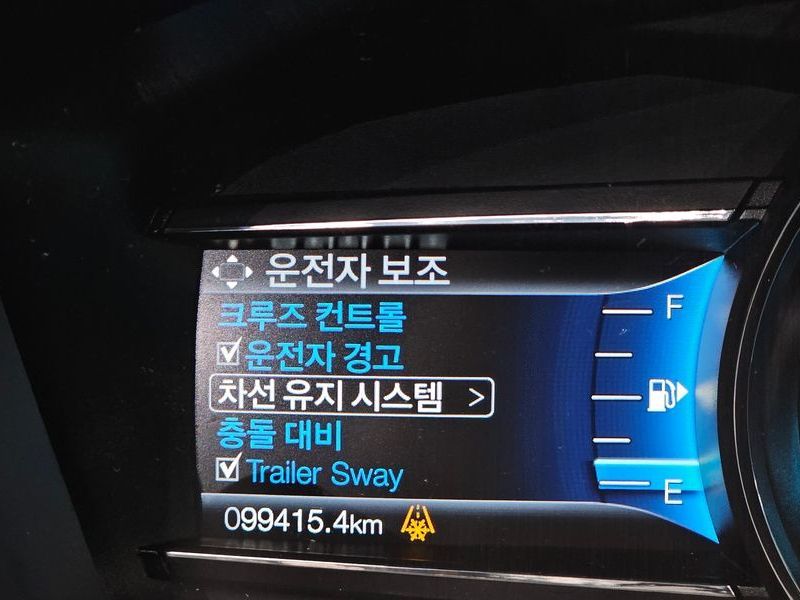 운전자 보조
크루즈 컨트롤
운전자 경고
차선 유지 시스템 >
충돌 대비
Trailer Sway
099415.4km
F
E